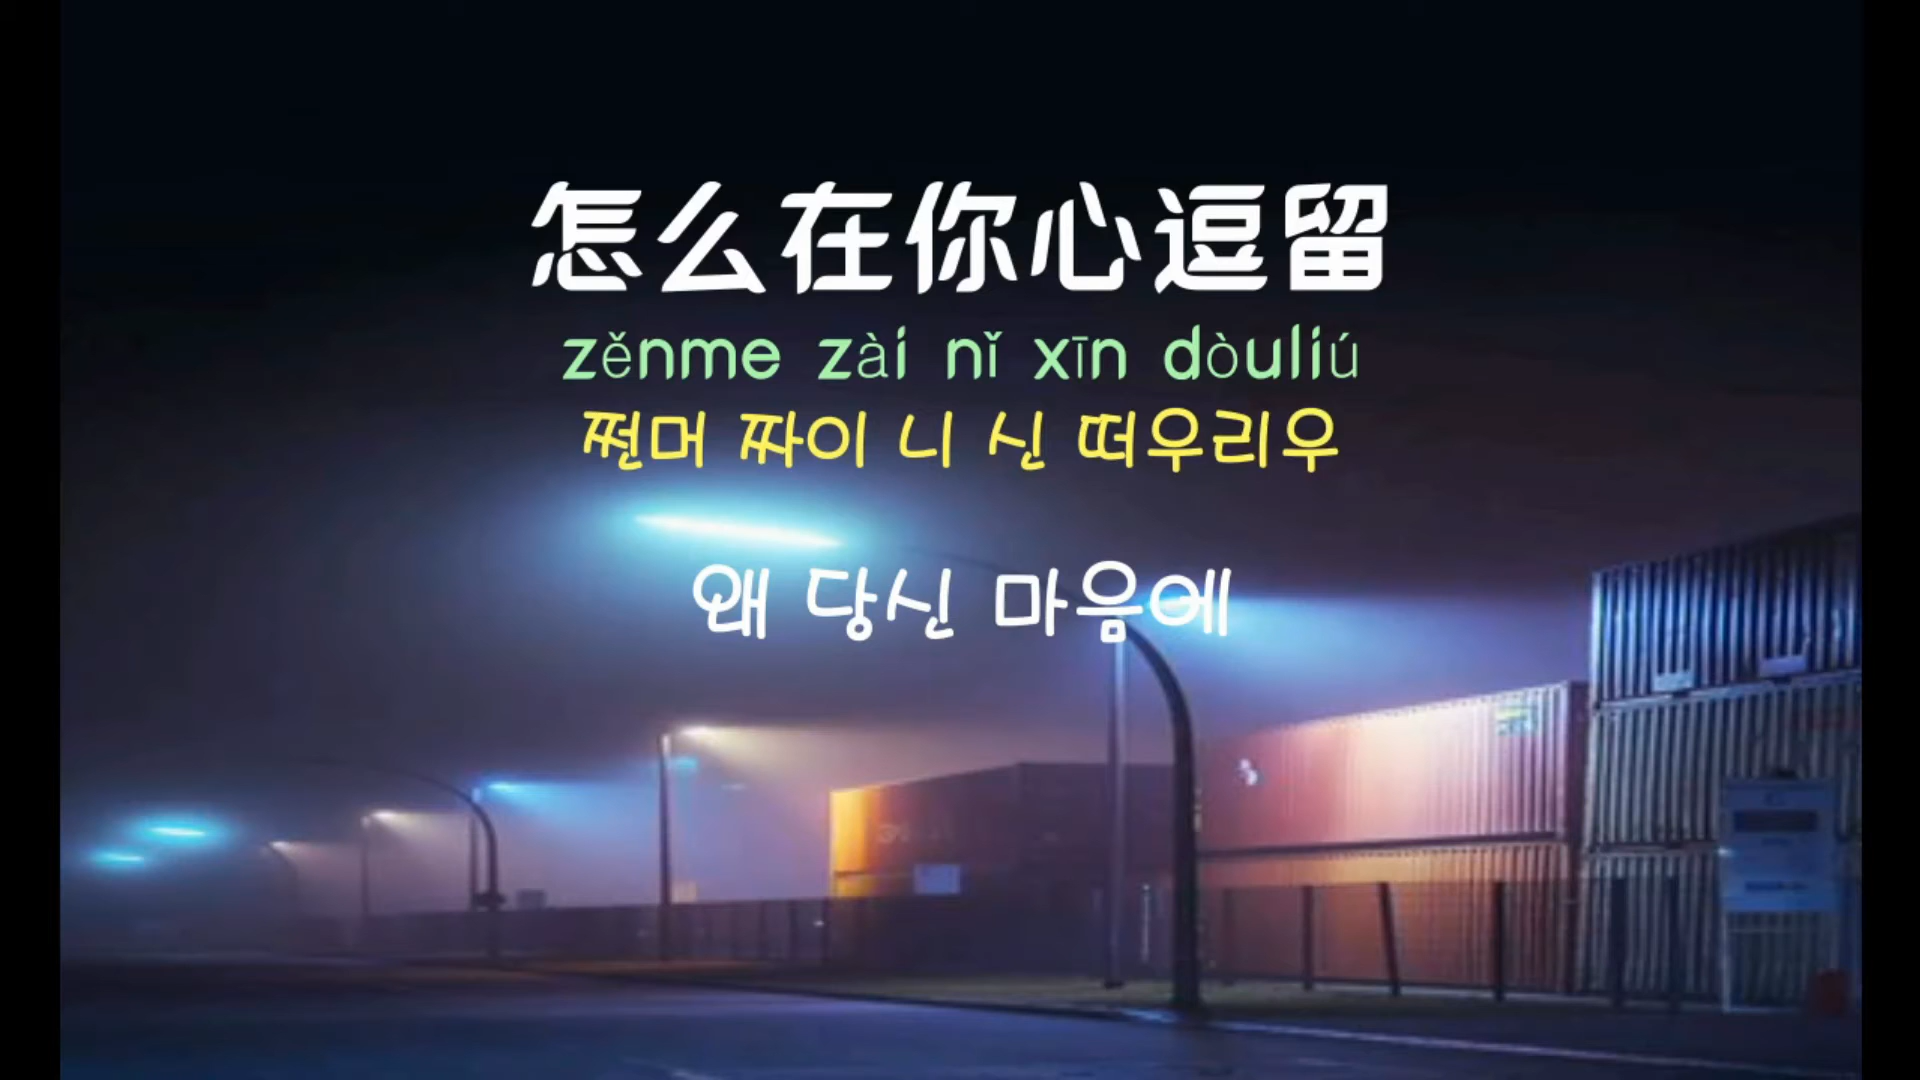 怎么在你心逗留
zěnme zài nǐ xīn dòuliú
쩐머 짜이 니 신 떠우리우
왜 당신 마음에